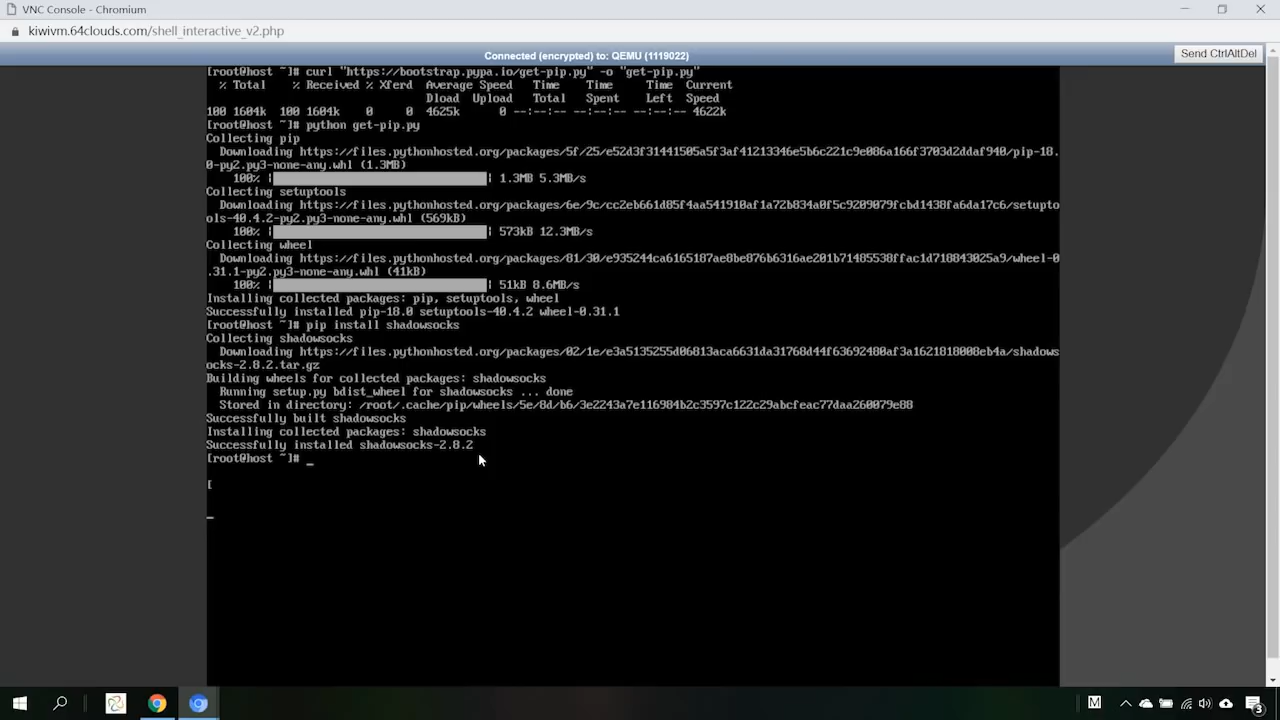 VNC Console - Chromium
kiwivm.64clouds.com/shell_interactive_v2.php
Connected (encrypted) to: QEMU (1119022)
Send CtrlAltDel
[root@host ~]# curl "https://bootstrap.pypa.io/get-pip.py" -o "get-pip.py"
% Total % Received % Xferd Average Speed Time Time Time Current
Dload Upload Total Spent Left Speed
100 1604k 100 1604k 0 0 4625k 0 --:--:-- --:--:-- --:--:-- 4622k
[root@host ~]# python get-pip.py
Collecting pip
Downloading https://files.pythonhosted.org/packages/5f/25/e52d3f31441505a5f3af41213346e5b6c221c9e086a166f3703d2ddaf940/pip-18.
0-py2.py3-none-any.whl (1.3MB)
100% |████████████████████████████████| 1.3MB 5.3MB/s
Collecting setuptools
Downloading https://files.pythonhosted.org/packages/6e/9c/cc2eb661d85f4aa541910af1a72b834a0f5c9209079fcbd1438fa6da17c6/setupto
ols-40.4.2-py2.py3-none-any.whl (569kB)
100% |████████████████████████████████| 573kB 12.3MB/s
Collecting wheel
Downloading https://files.pythonhosted.org/packages/81/30/e935244ca6165187ae8be876b6316ae201b71485538ffac1d718843025a9/wheel-0
.31.1-py2.py3-none-any.whl (41kB)
100% |████████████████████████████████| 51kB 8.6MB/s
Installing collected packages: pip, setuptools, wheel
Successfully installed pip-18.0 setuptools-40.4.2 wheel-0.31.1
[root@host ~]# pip install shadowsocks
Collecting shadowsocks
Downloading https://files.pythonhosted.org/packages/02/1e/e3a5135255d06813aca6631da31768d44f63692480af3a1621818008eb4a/shadows
ocks-2.8.2.tar.gz
Building wheels for collected packages: shadowsocks
Running setup.py bdist_wheel for shadowsocks ... done
Stored in directory: /root/.cache/pip/wheels/5e/8d/b6/3e2243a7e116984b2c3597c122c29abcfeac77daa260079e88
Successfully built shadowsocks
Installing collected packages: shadowsocks
Successfully installed shadowsocks-2.8.2
[root@host ~]# _
[
_
M
3